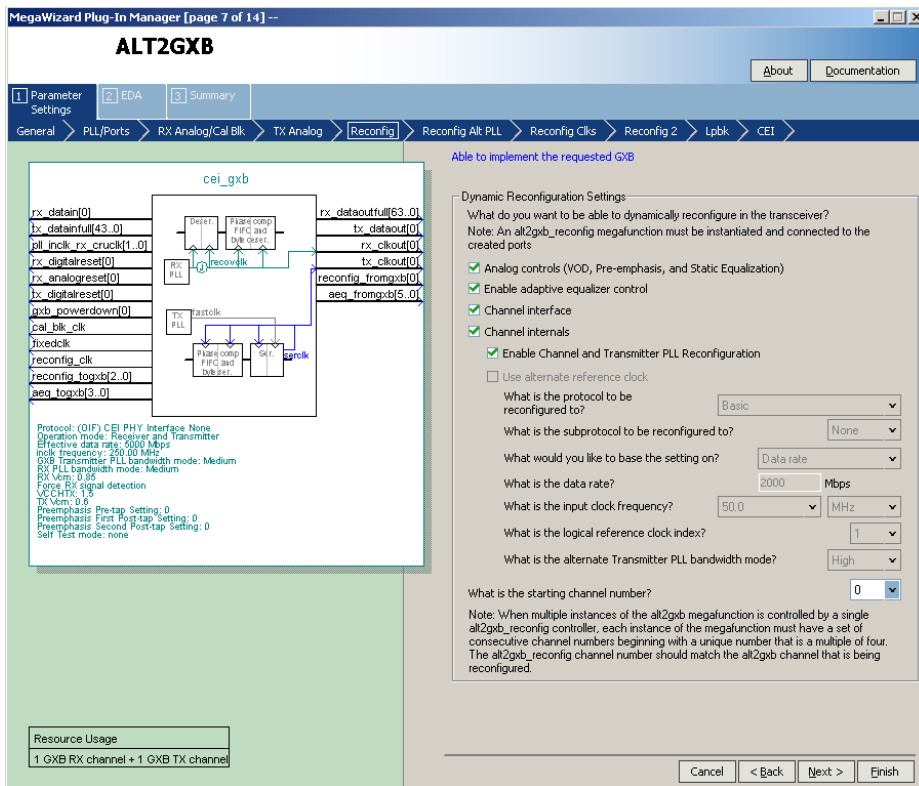 MegaWizard Plug-In Manager [page 7 of 14] --
ALT2GXB
About
Documentation
1 Parameter Settings
2 EDA
3 Summary
General
PLL/Ports
RX Analog/Cal Blk
TX Analog
Reconfig
Reconfig Alt PLL
Reconfig Clks
Reconfig 2
Lpbk
CEI
cei_gxb
rx_datain[0]
tx_datainfull[43..0]
pll_inclk_rx_cruclk[1..0]
rx_digitalreset[0]
rx_analogreset[0]
tx_digitalreset[0]
gxb_powerdown[0]
cal_blk_clk
fixedclk
reconfig_clk
reconfig_togxb[2..0]
aeq_togxb[3..0]
rx_dataoutfull[63..0]
tx_dataout[0]
rx_clkout[0]
tx_clkout[0]
reconfig_fromgxb[0]
aeq_fromgxb[5..0]
Deser.
Phase comp
FIFO and
byte deser.
RX
PLL
recovclk
TX
PLL
fastclk
Phase comp
FIFO and
byte ser.
Ser.
serclk
Protocol: (OIF) CEI PHY Interface None
Operation mode: Receiver and Transmitter
Effective data rate: 5000 Mbps
inclk frequency: 250.00 MHz
GXB Transmitter PLL bandwidth mode: Medium
RX PLL bandwidth mode: Medium
RX Vcm: 0.85
Force RX signal detection
VCCHTX: 1.5
TX Vcm: 0.6
Preemphasis Pre-tap Setting: 0
Preemphasis First Post-tap Setting: 0
Preemphasis Second Post-tap Setting: 0
Self Test mode: none
Resource Usage
1 GXB RX channel + 1 GXB TX channel
Able to implement the requested GXB
Dynamic Reconfiguration Settings
What do you want to be able to dynamically reconfigure in the transceiver?
Note: An alt2gxb_reconfig megafunction must be instantiated and connected to the
created ports
Analog controls (VOD, Pre-emphasis, and Static Equalization)
Enable adaptive equalizer control
Channel interface
Channel internals
Enable Channel and Transmitter PLL Reconfiguration
Use alternate reference clock
What is the protocol to be
reconfigured to?
Basic
What is the subprotocol to be reconfigured to?
None
What would you like to base the setting on?
Data rate
What is the data rate?
2000
Mbps
What is the input clock frequency?
50.0
MHz
What is the logical reference clock index?
1
What is the alternate Transmitter PLL bandwidth mode?
High
What is the starting channel number?
0
Note: When multiple instances of the alt2gxb megafunction is controlled by a single
alt2gxb_reconfig controller, each instance of the megafunction must have a set of
consecutive channel numbers beginning with a unique number that is a multiple of four.
The alt2gxb_reconfig channel number should match the alt2gxb channel that is being
reconfigured.
Cancel
< Back
Next >
Finish